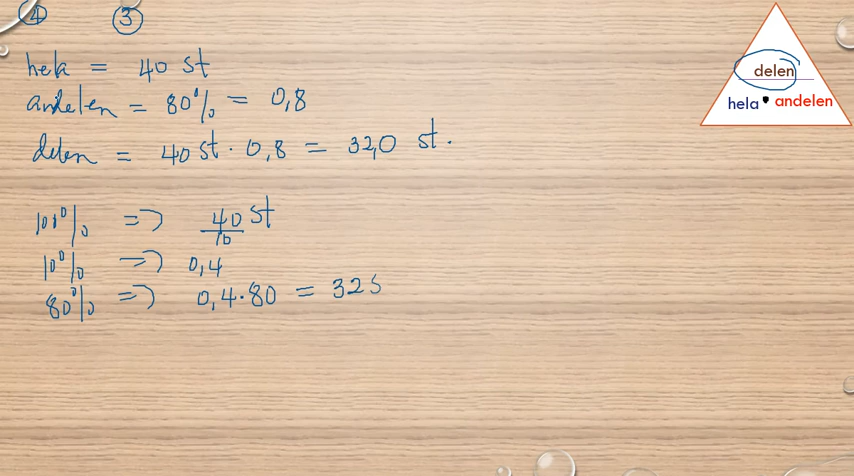 ④ ③
hela = 40 st
andelen = 80% = 0,8
delen = 40 st · 0,8 = 32,0 st.
100% => 40 st
10
10% => 0,4
80% => 0,4·80 = 32 s
delen
hela · andelen